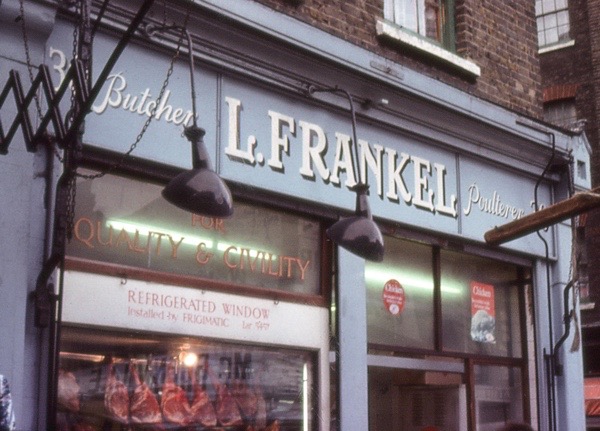 Butcher
L. FRANKEL
Poulterer
FOR
QUALITY & CIVILITY
REFRIGERATED WINDOW
Installed by FRIGIMATIC
Chicken
Chicken